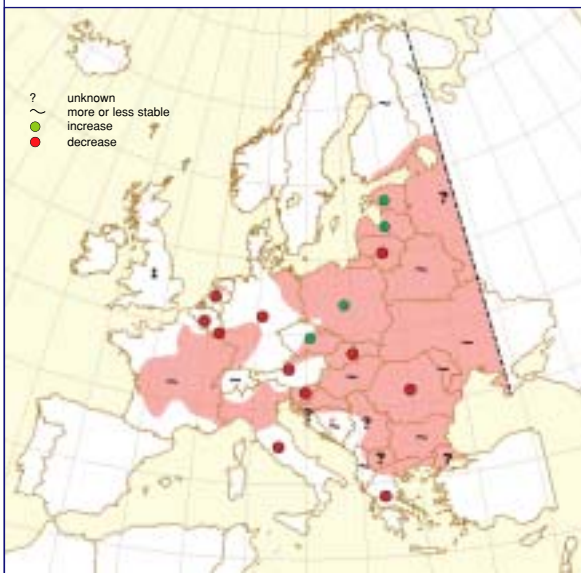 ? unknown
~ more or less stable
increase
decrease